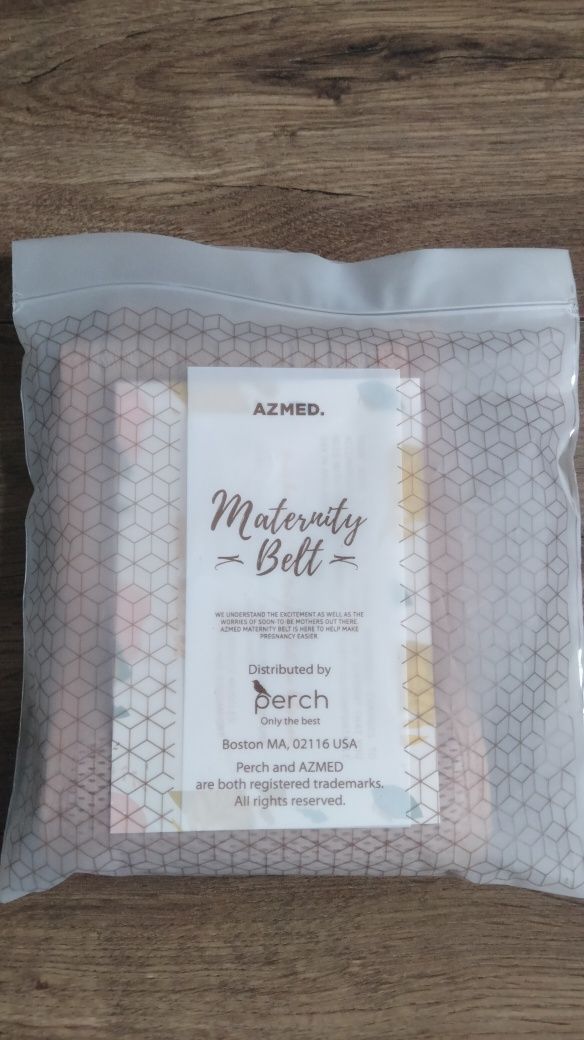 AZMED.
Maternity
Belt
WE UNDERSTAND THE EXCITEMENT AS WELL AS THE
WORRIES OF SOON-TO-BE MOTHERS OUT THERE.
AZMED MATERNITY BELT IS HERE TO HELP MAKE
PREGNANCY EASIER.
Distributed by
perch
Only the best
Boston MA, 02116 USA
Perch and AZMED
are both registered trademarks.
All rights reserved.